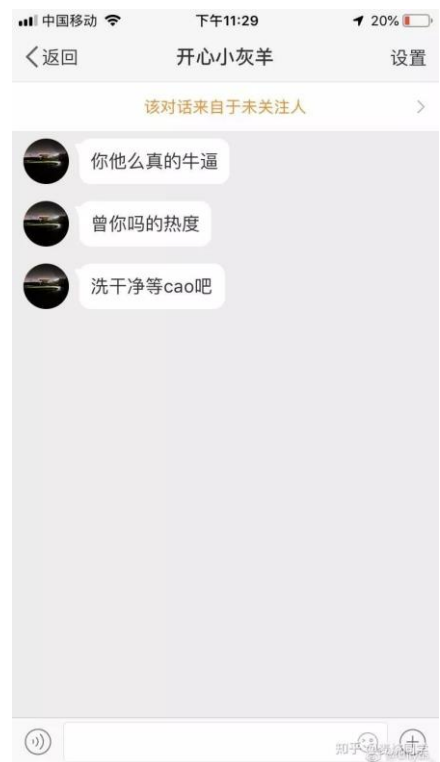 中国移动 下午11:29 20%
返回 开心小灰羊 设置
该对话来自于未关注人
你他么真的牛逼
曾你吗的热度
洗干净等cao吧
知乎